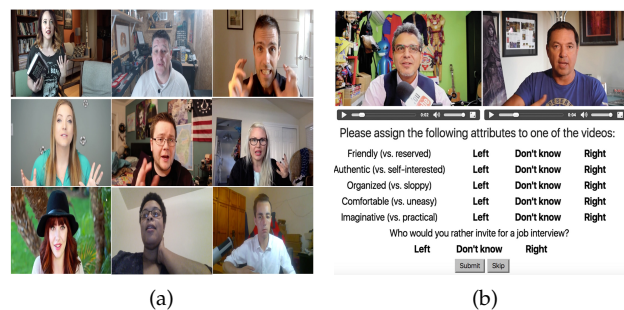 0:02
0:04
Please assign the following attributes to one of the videos:
Friendly (vs. reserved) Left Don't know Right
Authentic (vs. self-interested) Left Don't know Right
Organized (vs. sloppy) Left Don't know Right
Comfortable (vs. uneasy) Left Don't know Right
Imaginative (vs. practical) Left Don't know Right
Who would you rather invite for a job interview?
Left Don't know Right
Submit Skip
(a) (b)